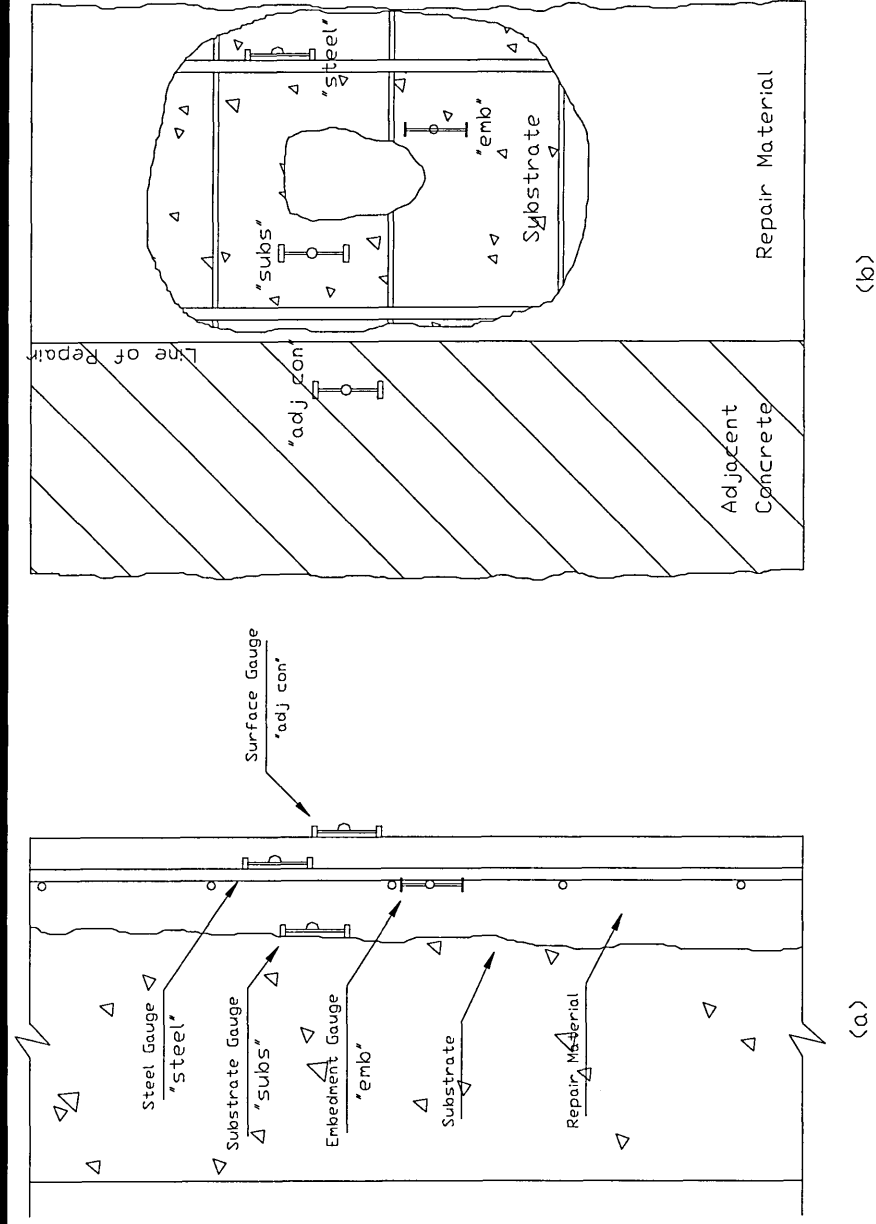 Surface Gauge
"adj con"
Steel Gauge
"steel"
Substrate Gauge
"subs"
Embedment Gauge
"emb"
Substrate
Repair Material
(a)
Line of Repair
"adj con"
"subs"
"steel"
"emb"
Substrate
Adjacent
Concrete
Repair Material
(b)